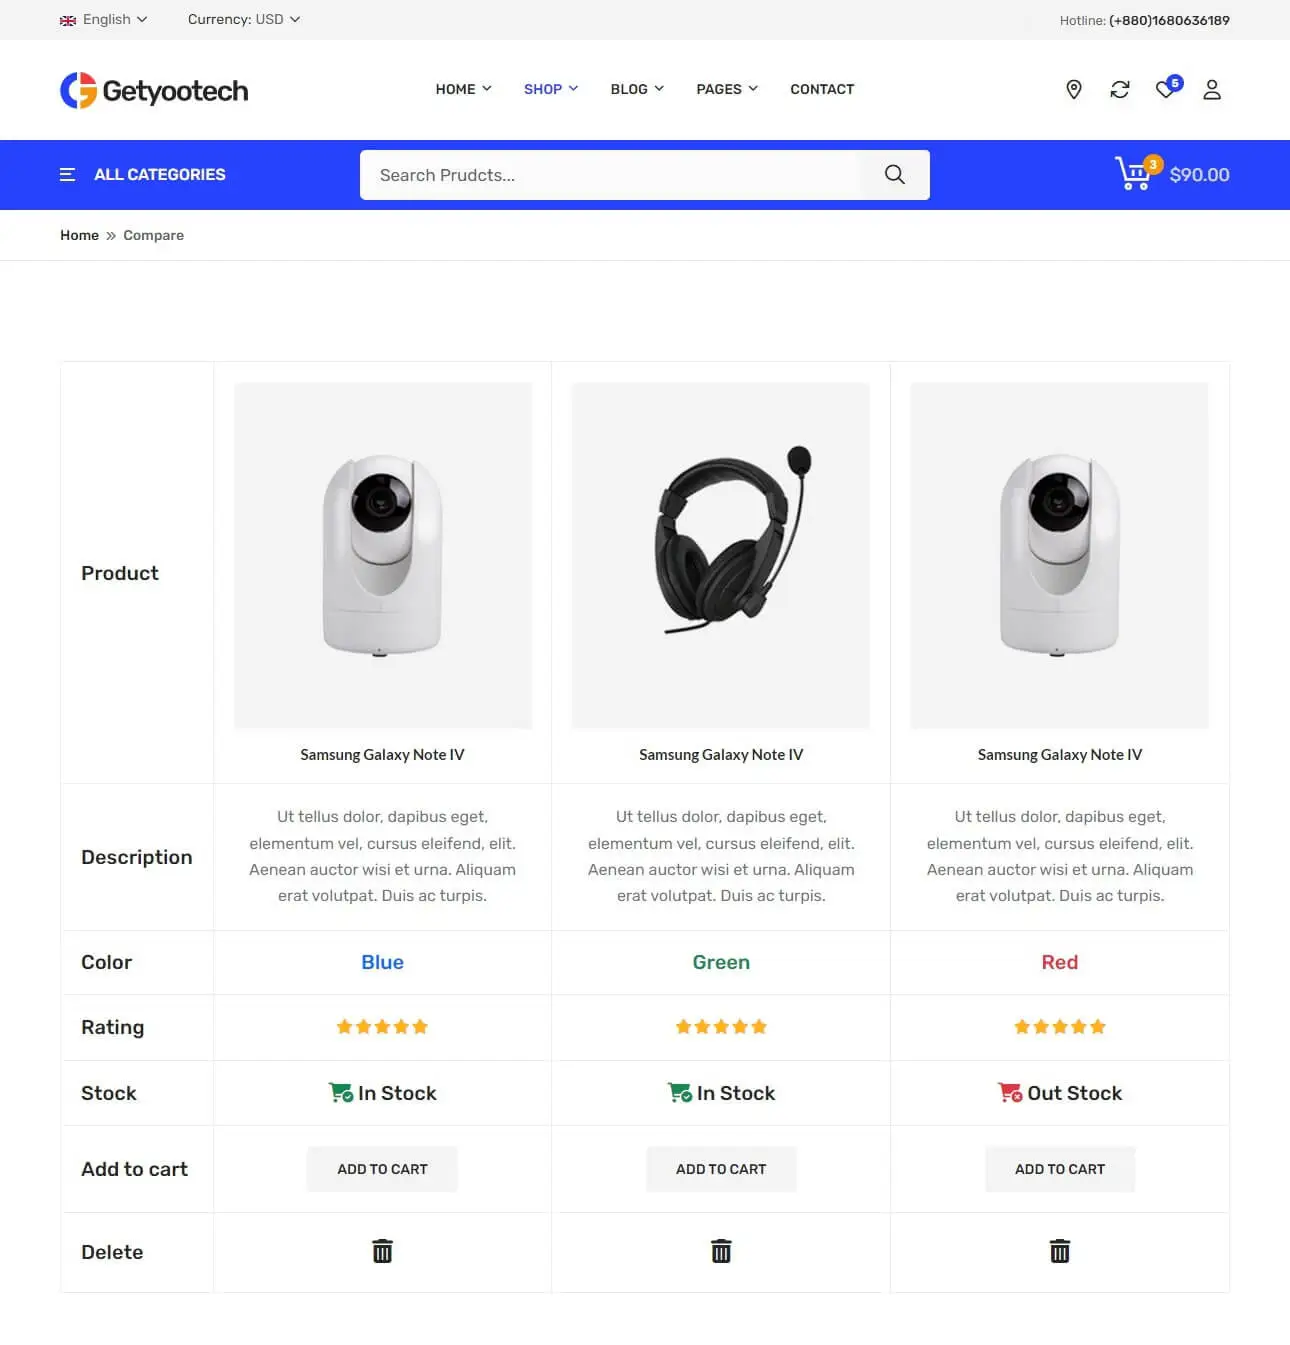 English
Currency: USD
Hotline: (+880)1680636189
Getyootech
HOME
SHOP
BLOG
PAGES
CONTACT
5
ALL CATEGORIES
Search Prudcts...
3
$90.00
Home » Compare
Product
Samsung Galaxy Note IV
Samsung Galaxy Note IV
Samsung Galaxy Note IV
Description
Ut tellus dolor, dapibus eget,
elementum vel, cursus eleifend, elit.
Aenean auctor wisi et urna. Aliquam
erat volutpat. Duis ac turpis.
Ut tellus dolor, dapibus eget,
elementum vel, cursus eleifend, elit.
Aenean auctor wisi et urna. Aliquam
erat volutpat. Duis ac turpis.
Ut tellus dolor, dapibus eget,
elementum vel, cursus eleifend, elit.
Aenean auctor wisi et urna. Aliquam
erat volutpat. Duis ac turpis.
Color
Blue
Green
Red
Rating
Stock
In Stock
In Stock
Out Stock
Add to cart
ADD TO CART
ADD TO CART
ADD TO CART
Delete